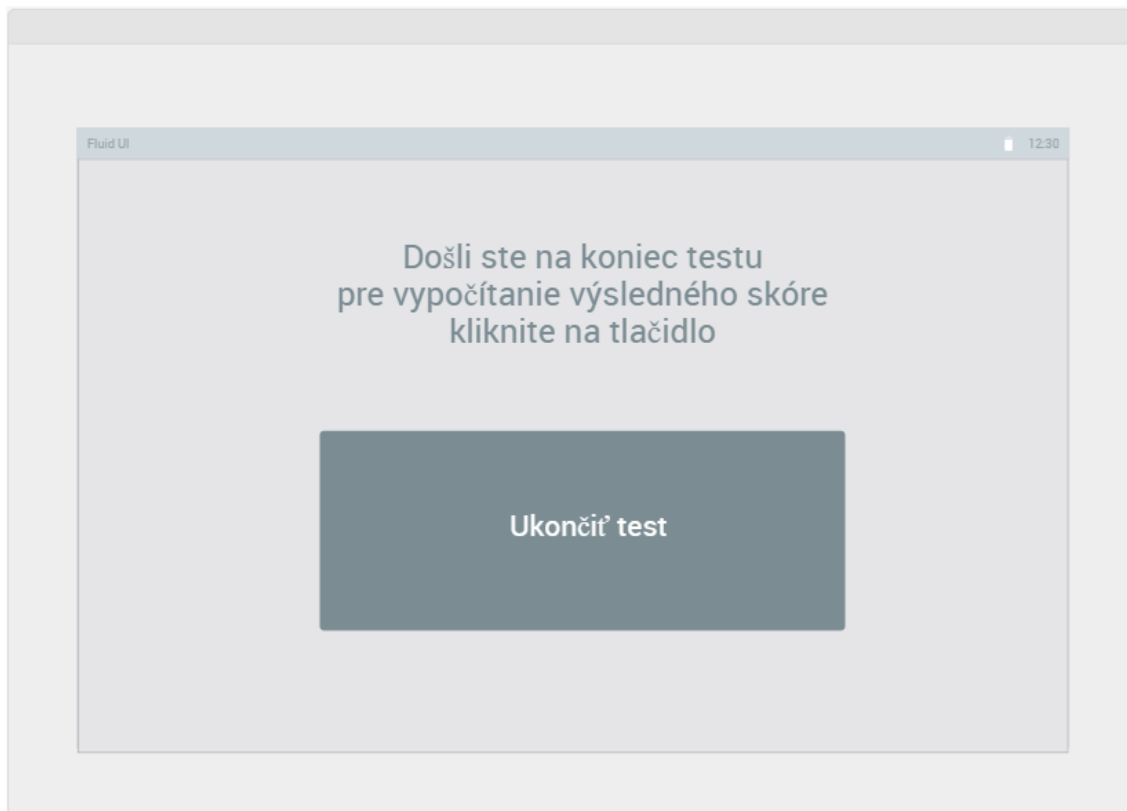 Fluid UI
12:30
Došli ste na koniec testu
pre vypočítanie výsledného skóre
kliknite na tlačidlo
Ukončiť test